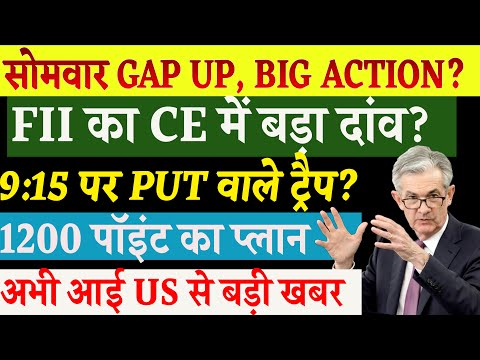 सोमवार GAP UP, BIG ACTION?
FII का CE में बड़ा दांव?
9:15 पर PUT वाले ट्रैप?
1200 पॉइंट का प्लान
अभी आई US से बड़ी खबर